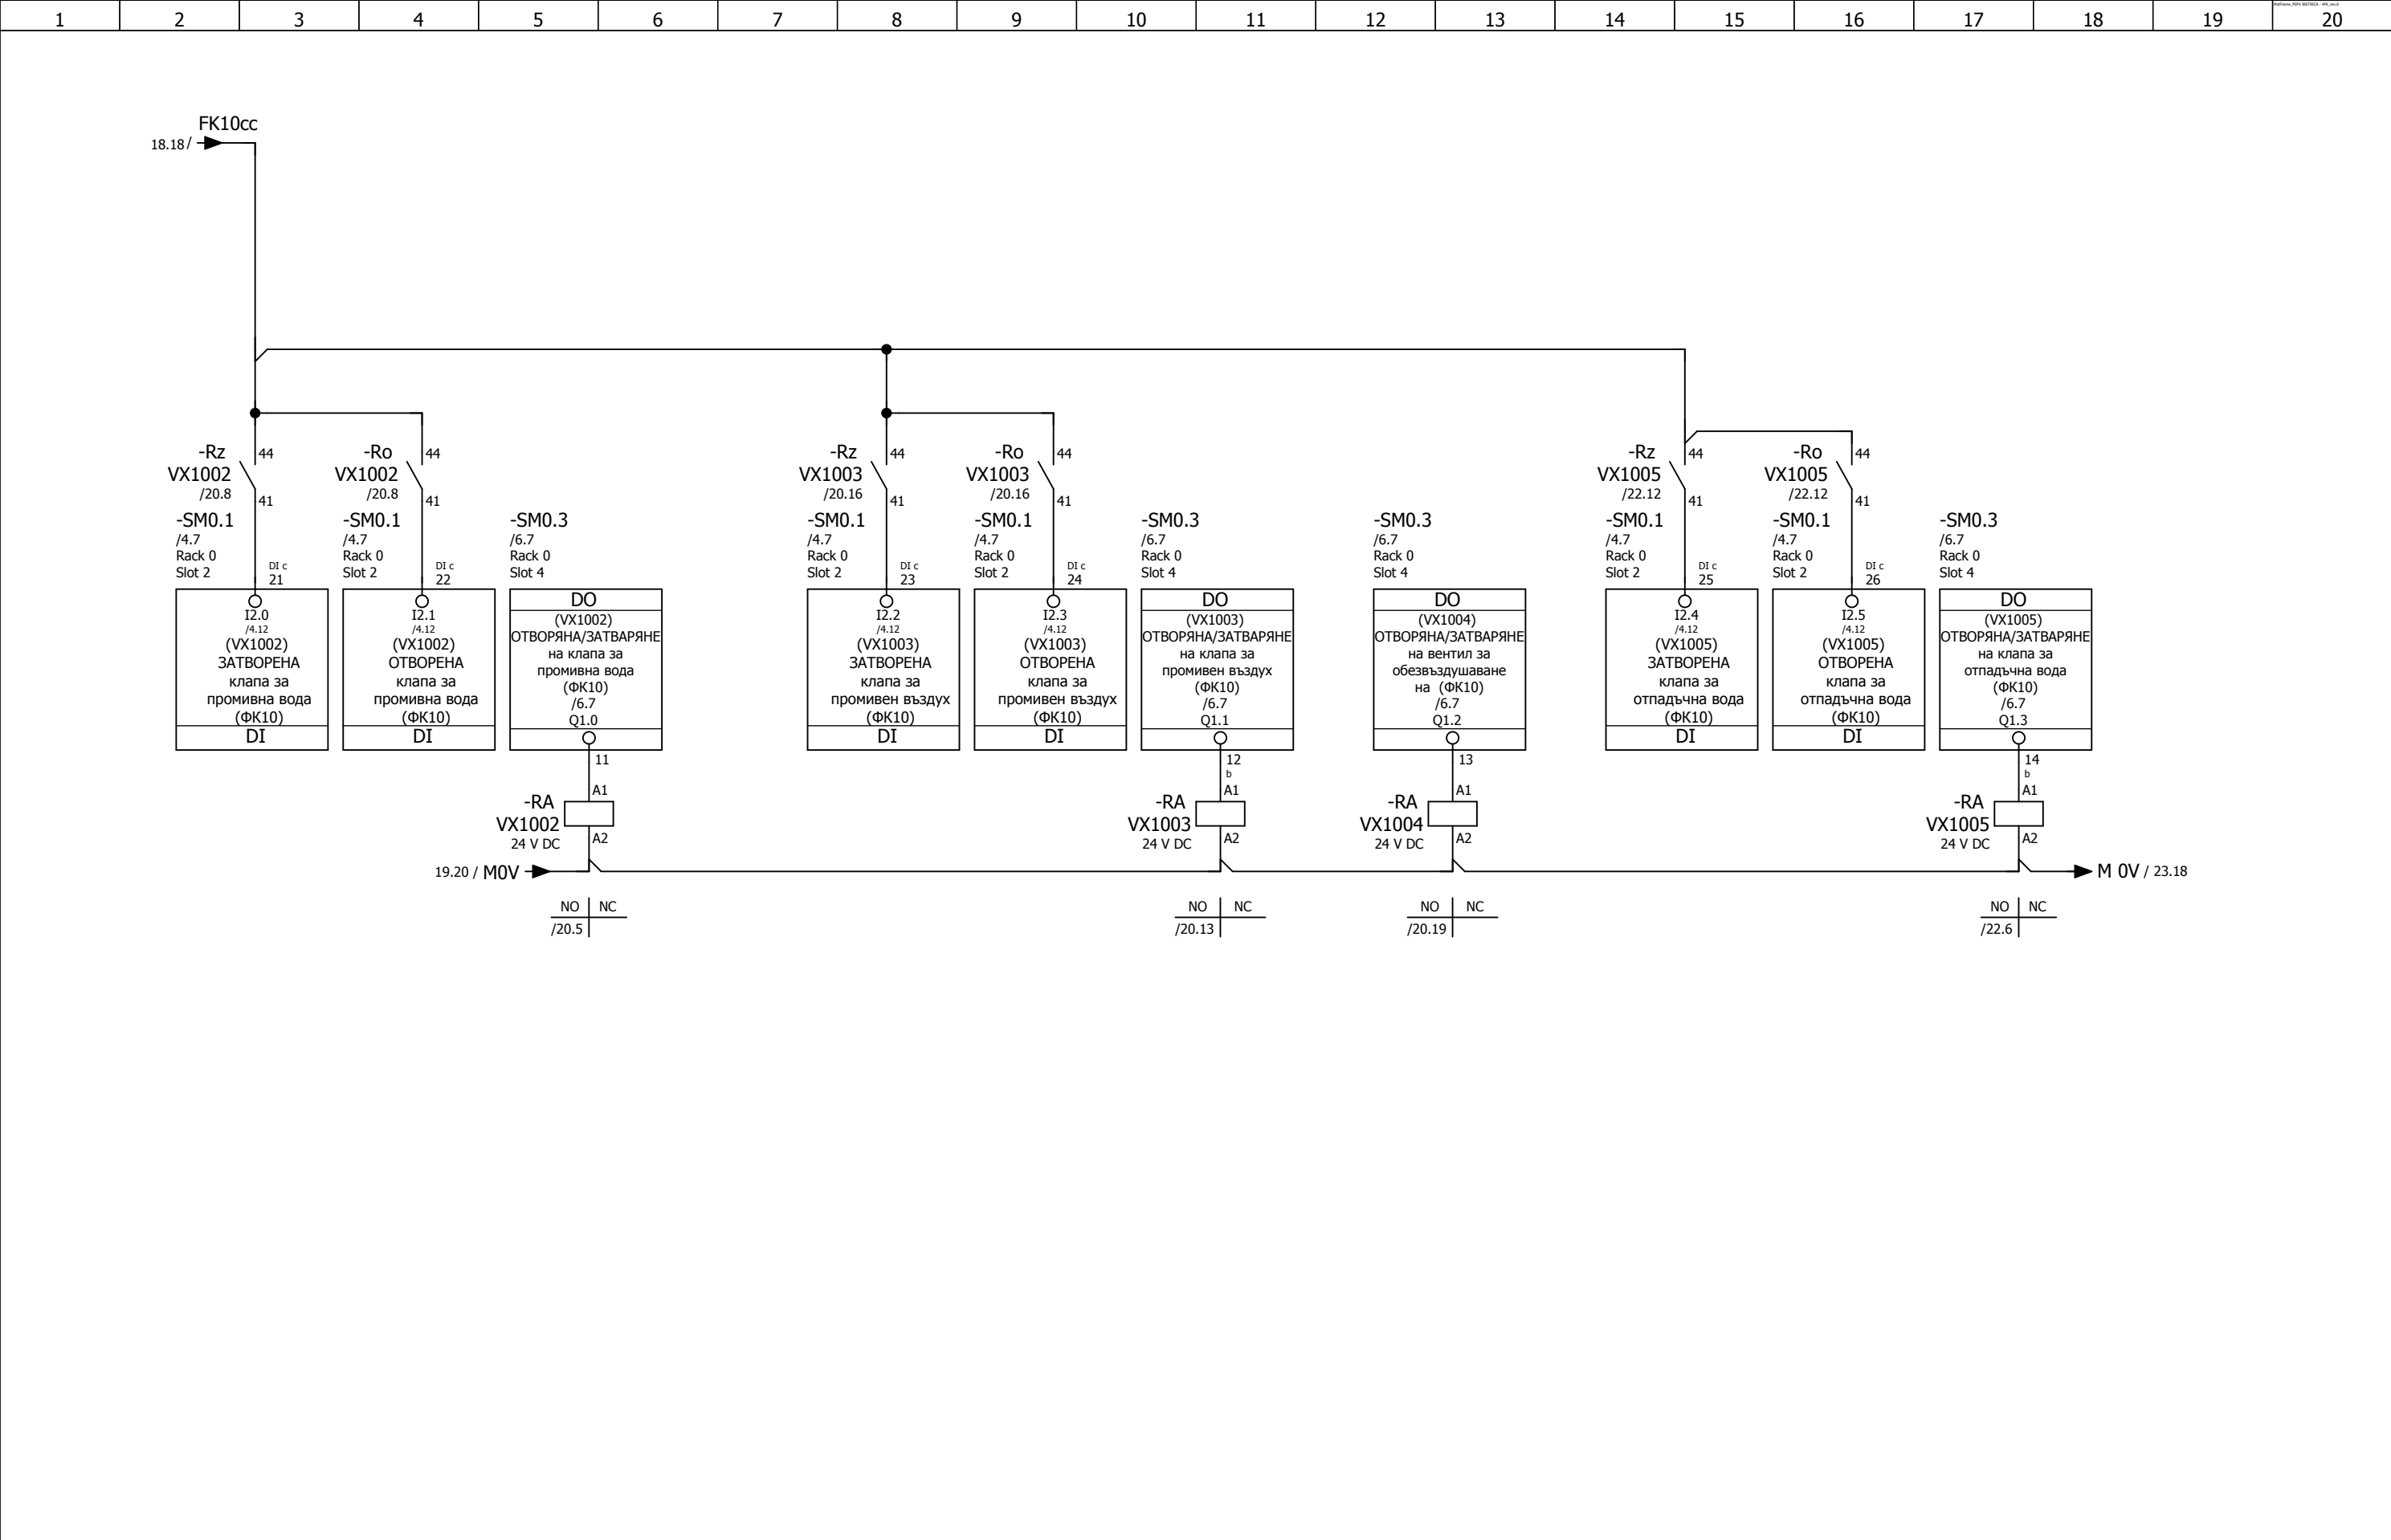 1 2 3 4 5 6 7 8 9 10 11 12 13 14 15 16 17 18 19 20
FK10cc
18.18 /
-Rz
VX1002
/20.8
44
41
-SM0.1
/4.7
Rack 0
Slot 2
DI c
21
I2.0
/4.12
(VX1002)
ЗАТВОРЕНА
клапа за
промивна вода
(ФК10)
DI
-Ro
VX1002
/20.8
44
41
-SM0.1
/4.7
Rack 0
Slot 2
DI c
22
I2.1
/4.12
(VX1002)
ОТВОРЕНА
клапа за
промивна вода
(ФК10)
DI
-SM0.3
/6.7
Rack 0
Slot 4
DO
(VX1002)
ОТВОРЯНА/ЗАТВАРЯНЕ
на клапа за
промивна вода
(ФК10)
/6.7
Q1.0
11
-RA
VX1002
24 V DC
A1
A2
19.20 / M0V
NO NC
/20.5
-Rz
VX1003
/20.16
44
41
-SM0.1
/4.7
Rack 0
Slot 2
DI c
23
I2.2
/4.12
(VX1003)
ЗАТВОРЕНА
клапа за
промивен въздух
(ФК10)
DI
-Ro
VX1003
/20.16
44
41
-SM0.1
/4.7
Rack 0
Slot 2
DI c
24
I2.3
/4.12
(VX1003)
ОТВОРЕНА
клапа за
промивен въздух
(ФК10)
DI
-SM0.3
/6.7
Rack 0
Slot 4
DO
(VX1003)
ОТВОРЯНА/ЗАТВАРЯНЕ
на клапа за
промивен въздух
(ФК10)
/6.7
Q1.1
12
b
-RA
VX1003
24 V DC
A1
A2
NO NC
/20.13
-SM0.3
/6.7
Rack 0
Slot 4
DO
(VX1004)
ОТВОРЯНА/ЗАТВАРЯНЕ
на вентил за
обезвъздушаване
на (ФК10)
/6.7
Q1.2
13
-RA
VX1004
24 V DC
A1
A2
NO NC
/20.19
-Rz
VX1005
/22.12
44
41
-SM0.1
/4.7
Rack 0
Slot 2
DI c
25
I2.4
/4.12
(VX1005)
ЗАТВОРЕНА
клапа за
отпадъчна вода
(ФК10)
DI
-Ro
VX1005
/22.12
44
41
-SM0.1
/4.7
Rack 0
Slot 2
DI c
26
I2.5
/4.12
(VX1005)
ОТВОРЕНА
клапа за
отпадъчна вода
(ФК10)
DI
-SM0.3
/6.7
Rack 0
Slot 4
DO
(VX1005)
ОТВОРЯНА/ЗАТВАРЯНЕ
на клапа за
отпадъчна вода
(ФК10)
/6.7
Q1.3
14
b
-RA
VX1005
24 V DC
A1
A2
M 0V / 23.18
NO NC
/22.6